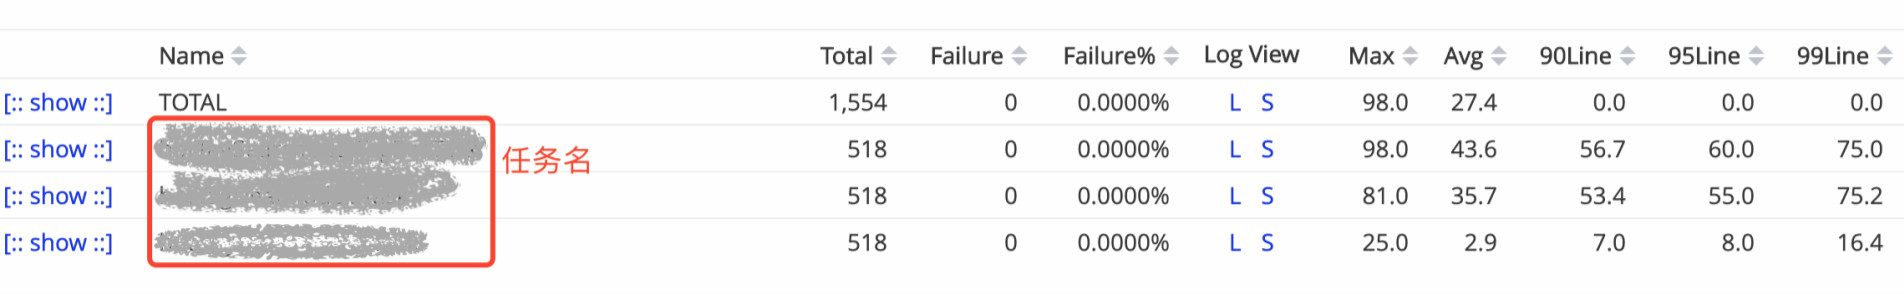 Name Total Failure Failure% Log View Max Avg 90Line 95Line 99Line
[:: show ::] TOTAL 1,554 0 0.0000% L S 98.0 27.4 0.0 0.0 0.0
[:: show ::] 518 0 0.0000% L S 98.0 43.6 56.7 60.0 75.0
任务名
[:: show ::] 518 0 0.0000% L S 81.0 35.7 53.4 55.0 75.2
[:: show ::] 518 0 0.0000% L S 25.0 2.9 7.0 8.0 16.4